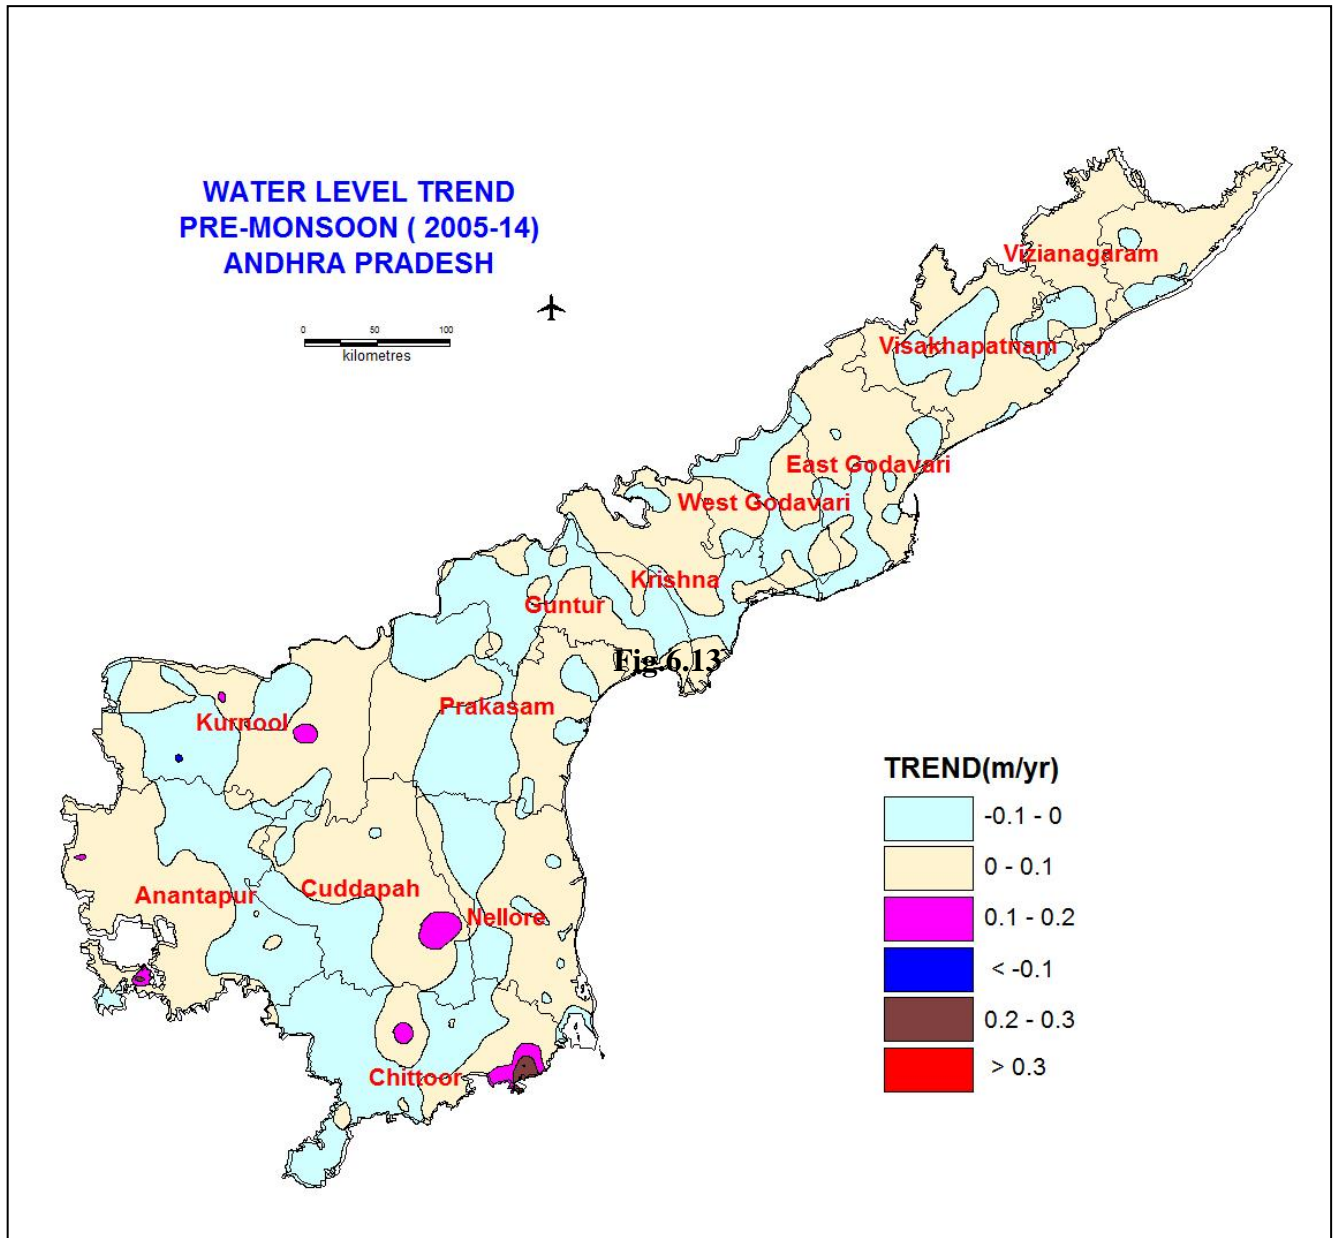 WATER LEVEL TREND
PRE-MONSOON ( 2005-14)
ANDHRA PRADESH
0 50 100
kilometres
Vizianagaram
Visakhapatnam
East Godavari
West Godavari
Krishna
Guntur
Fig.6.13
Prakasam
Kurnool
Cuddapah
Anantapur
Nellore
Chittoor
TREND(m/yr)
-0.1 - 0
0 - 0.1
0.1 - 0.2
< -0.1
0.2 - 0.3
> 0.3